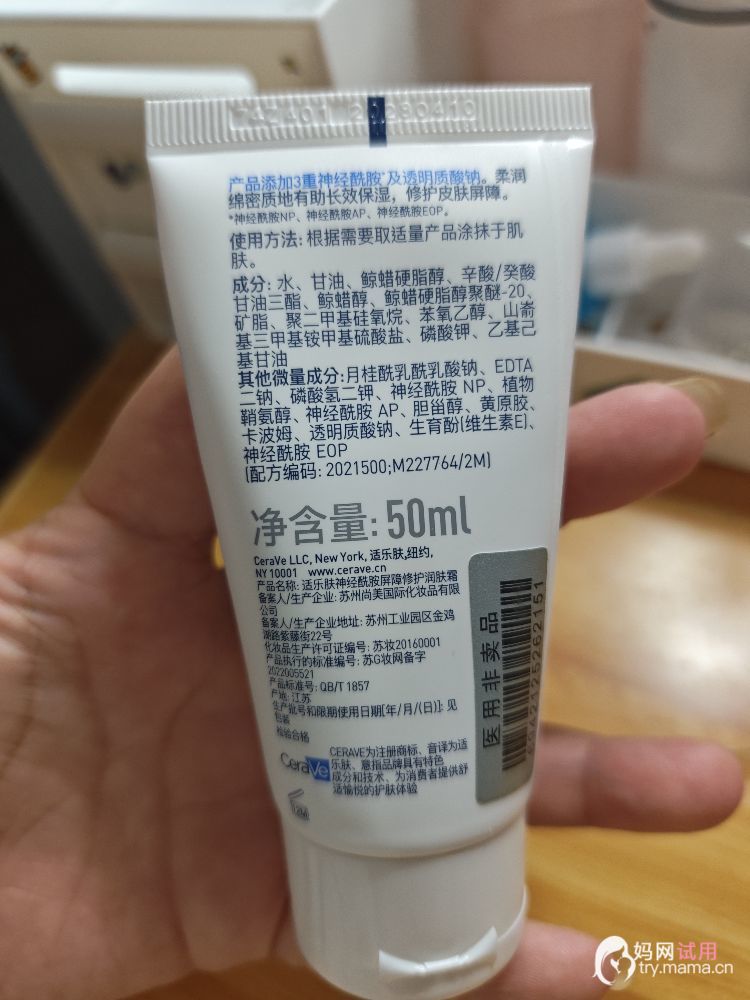 产品添加3重神经酰胺*及透明质酸钠。柔润
绵密质地有助长效保湿，修护皮肤屏障。
*神经酰胺NP、神经酰胺AP、神经酰胺EOP。
使用方法：根据需要取适量产品涂抹于肌
肤。
成分：水、甘油、鲸蜡硬脂醇、辛酸/癸酸
甘油三酯、鲸蜡醇、鲸蜡硬脂醇聚醚-20、
矿脂、聚二甲基硅氧烷、苯氧乙醇、山嵛
基三甲基铵甲基硫酸盐、磷酸钾、乙基己
基甘油
其他微量成分:月桂酰乳酰乳酸钠、EDTA
二钠、磷酸氢二钾、神经酰胺 NP、植物
鞘氨醇、神经酰胺 AP、胆甾醇、黄原胶、
卡波姆、透明质酸钠、生育酚(维生素E)、
神经酰胺 EOP
(配方编码: 2021500;M227764/2M)
净含量: 50ml
CeraVe LLC, New York, 适乐肤,纽约,
NY 10001 www.cerave.cn
产品名称: 适乐肤神经酰胺屏障修护润肤霜
备案人/生产企业: 苏州尚美国际化妆品有限
公司
备案人/生产企业地址: 苏州工业园区金鸡
湖路紫藤街22号
化妆品生产许可证编号: 苏妆20160001
产品执行的标准编号: 苏G妆网备字
2022005521
产品标准号: QB/T 1857
产地: 江苏
生产批号和限期使用日期[年/月/(日)]: 见
包装
检验合格
CeraVe
CERAVE为注册商标、音译为适
乐肤、意指品牌具有特色
成分和技术、为消费者提供舒
适愉悦的护肤体验
12M
医用非卖品
妈网试用
try.mama.cn